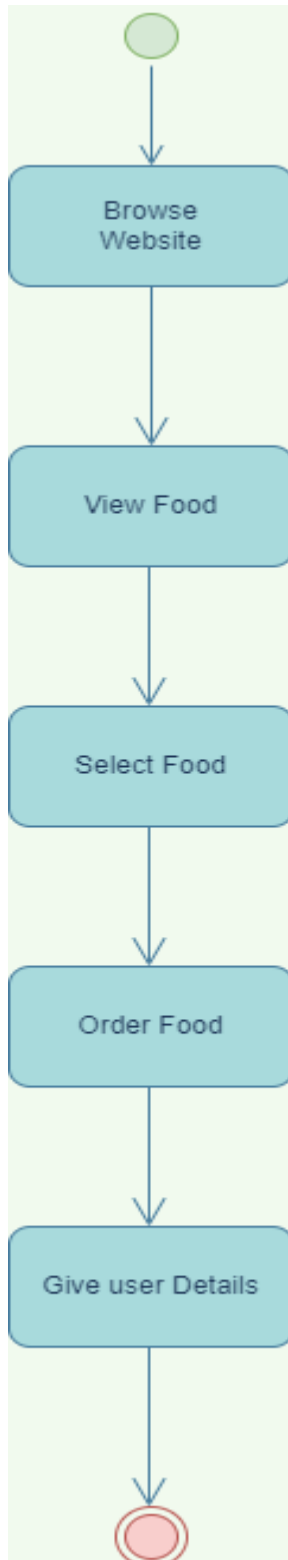 Browse
Website
View Food
Select Food
Order Food
Give user Details